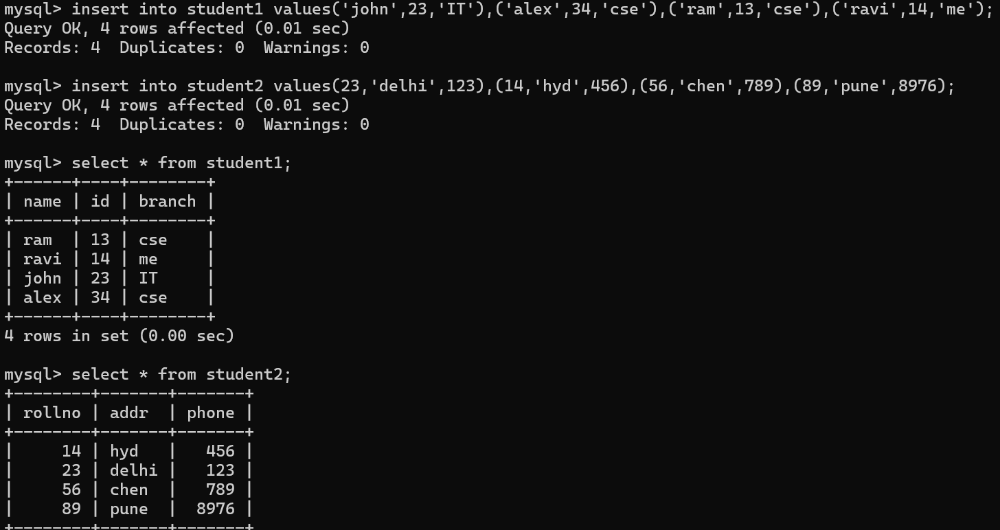 mysql> insert into student1 values('john',23,'IT'),('alex',34,'cse'),('ram',13,'cse'),('ravi',14,'me');
Query OK, 4 rows affected (0.01 sec)
Records: 4  Duplicates: 0  Warnings: 0
mysql> insert into student2 values(23,'delhi',123),(14,'hyd',456),(56,'chen',789),(89,'pune',8976);
Query OK, 4 rows affected (0.01 sec)
Records: 4  Duplicates: 0  Warnings: 0
mysql> select * from student1;
+------+----+--------+
| name | id | branch |
+------+----+--------+
| ram  | 13 | cse    |
| ravi | 14 | me     |
| john | 23 | IT     |
| alex | 34 | cse    |
+------+----+--------+
4 rows in set (0.00 sec)
mysql> select * from student2;
+--------+-------+-------+
| rollno | addr  | phone |
+--------+-------+-------+
|     14 | hyd   |   456 |
|     23 | delhi |   123 |
|     56 | chen  |   789 |
|     89 | pune  |  8976 |
+--------+-------+-------+